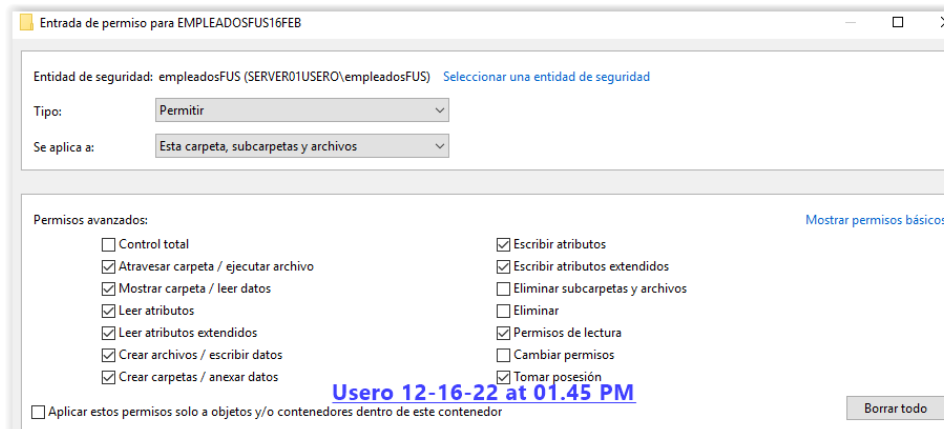 Entrada de permiso para EMPLEADOSFUS16FEB
Entidad de seguridad: empleadosFUS (SERVER01USERO\empleadosFUS) Seleccionar una entidad de seguridad
Tipo: Permitir
Se aplica a: Esta carpeta, subcarpetas y archivos
Permisos avanzados: Mostrar permisos básicos
Control total Escribir atributos
Atravesar carpeta / ejecutar archivo Escribir atributos extendidos
Mostrar carpeta / leer datos Eliminar subcarpetas y archivos
Leer atributos Eliminar
Leer atributos extendidos Permisos de lectura
Crear archivos / escribir datos Cambiar permisos
Crear carpetas / anexar datos Tomar posesión
Usero 12-16-22 at 01.45 PM
Aplicar estos permisos solo a objetos y/o contenedores dentro de este contenedor Borrar todo